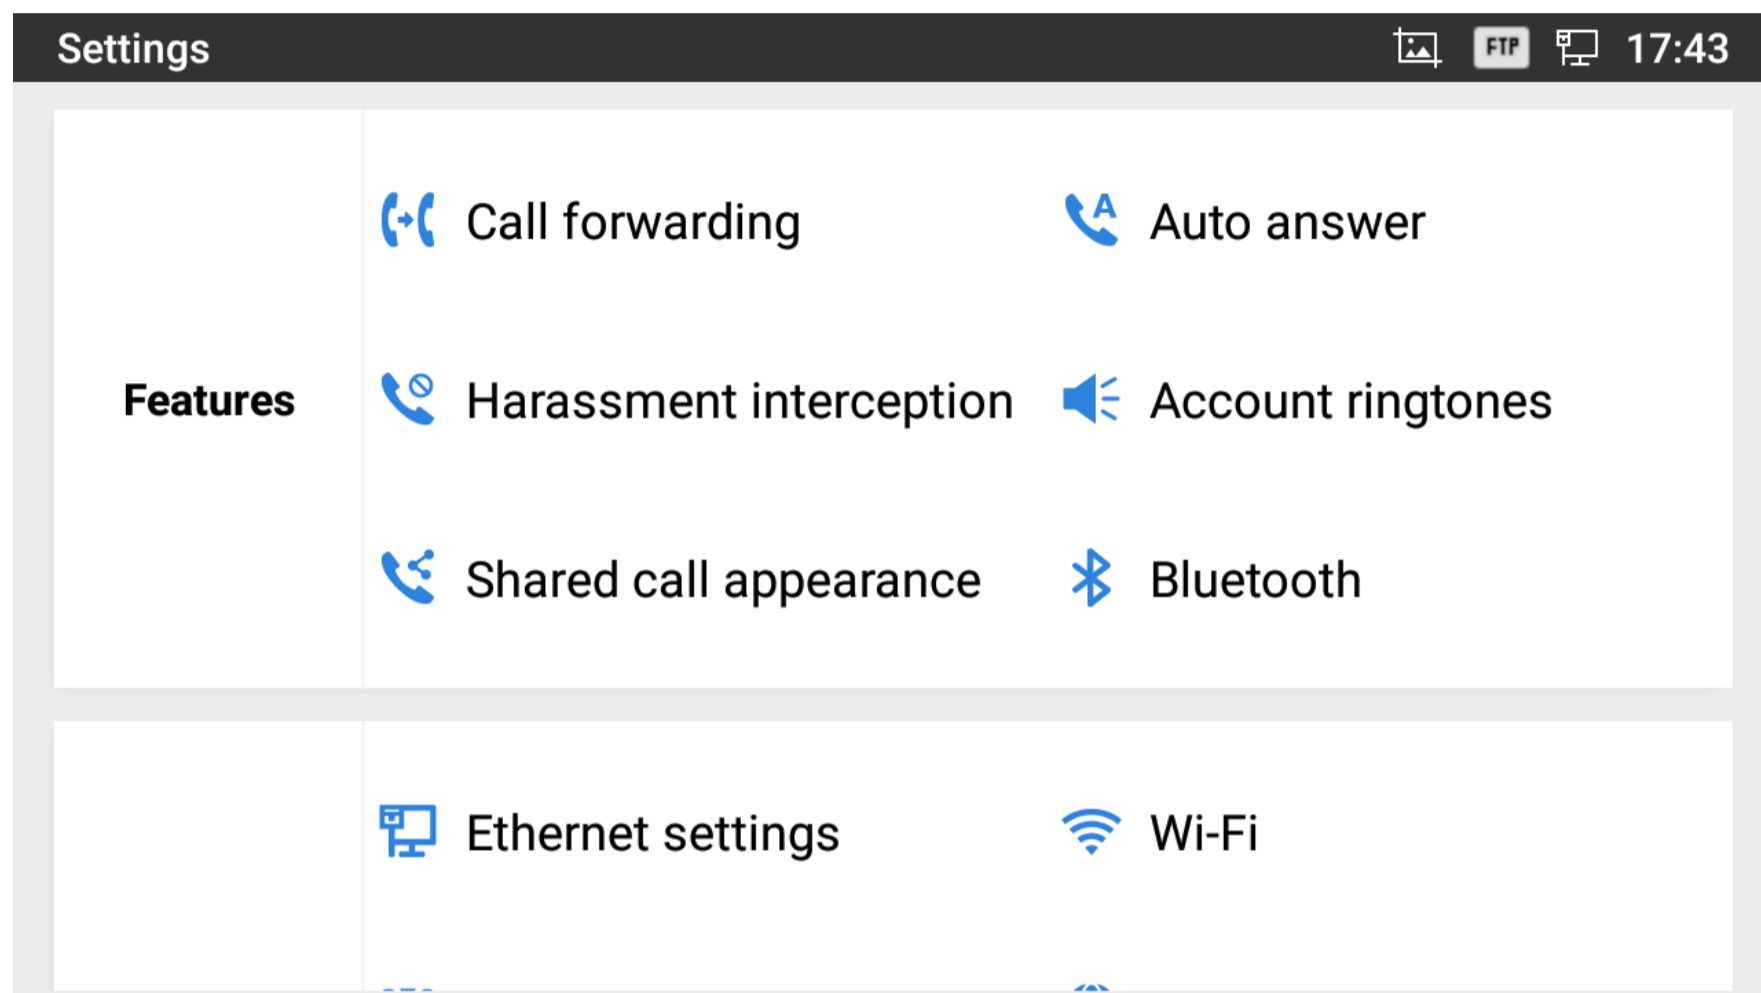 Settings
FTP 17:43
Call forwarding
A Auto answer
Features
Harassment interception
Account ringtones
Shared call appearance
Bluetooth
Ethernet settings
Wi-Fi